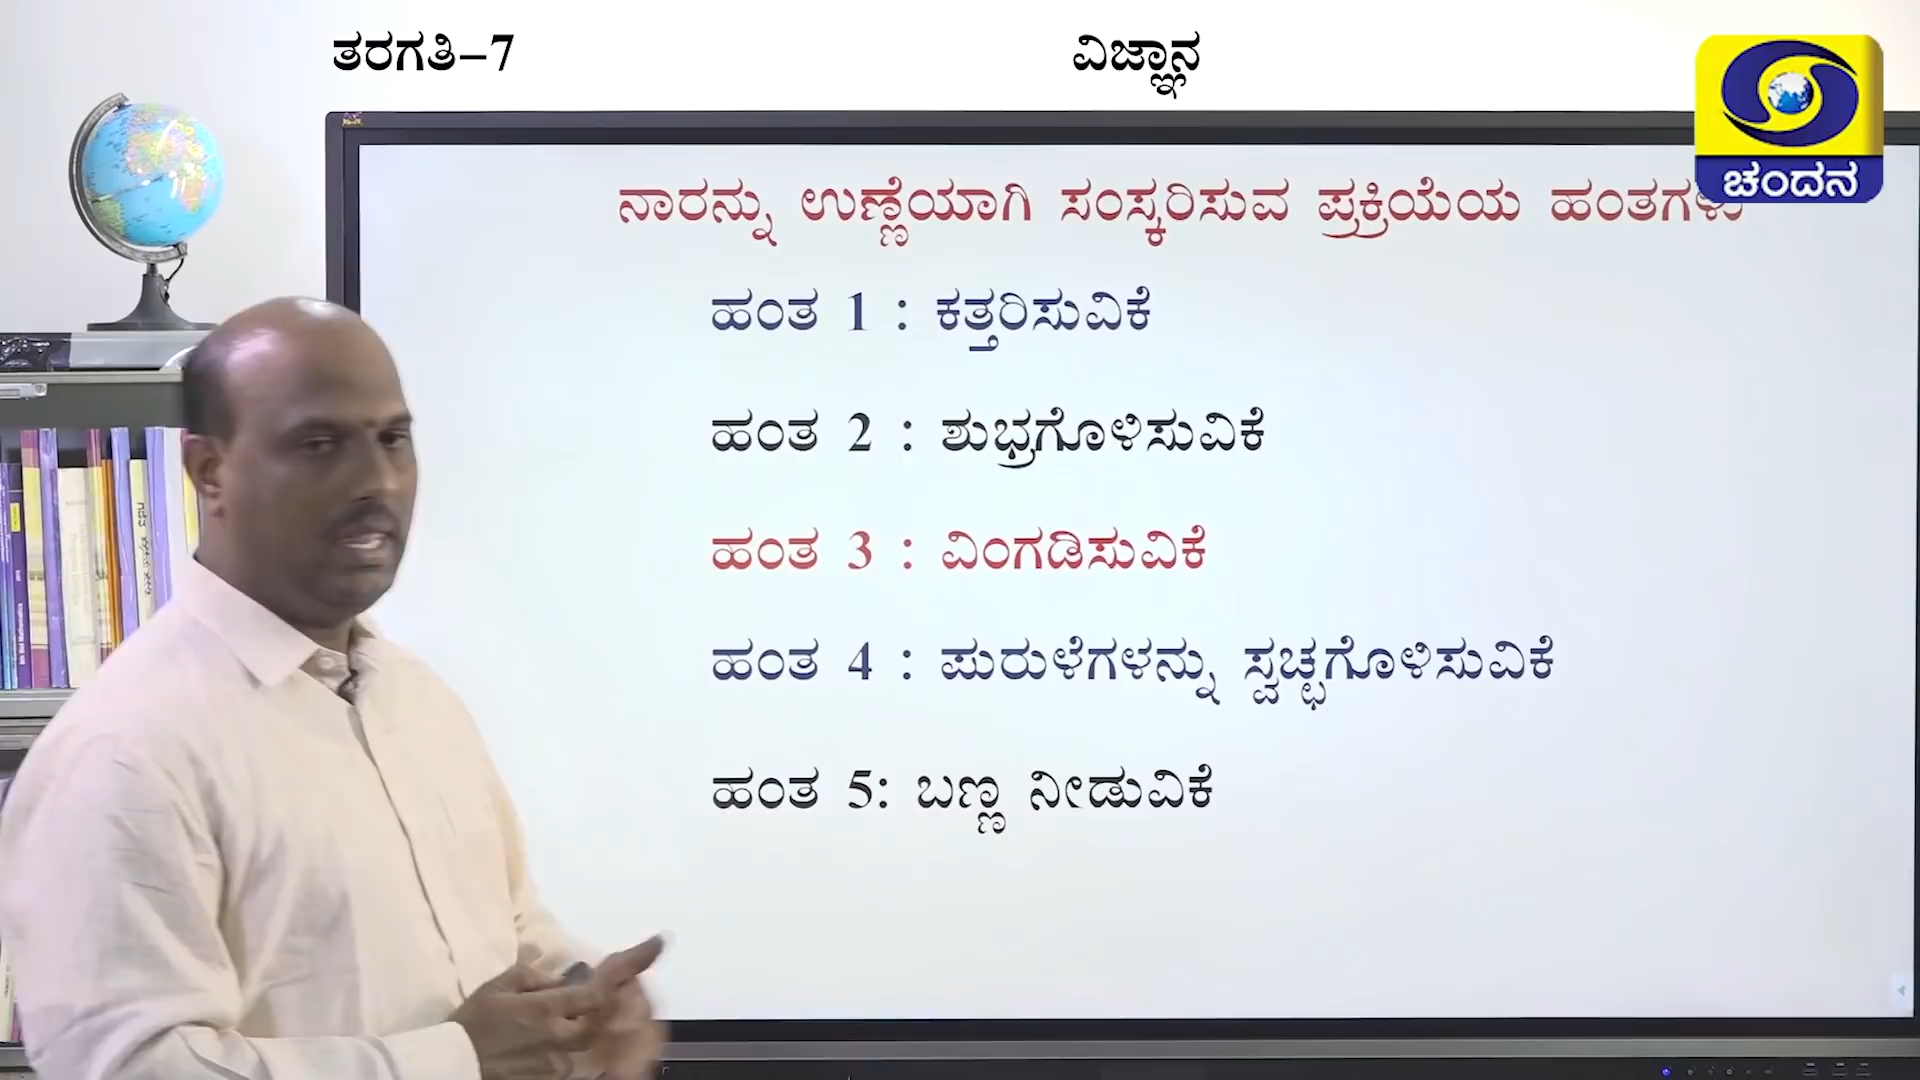 ತರಗತಿ–7
ವಿಜ್ಞಾನ
ಚಂದನ
ನಾರನ್ನು ಉಣ್ಣೆಯಾಗಿ ಸಂಸ್ಕರಿಸುವ ಪ್ರಕ್ರಿಯೆಯ ಹಂತಗಳು
ಹಂತ 1 : ಕತ್ತರಿಸುವಿಕೆ
ಹಂತ 2 : ಶುಭ್ರಗೊಳಿಸುವಿಕೆ
ಹಂತ 3 : ವಿಂಗಡಿಸುವಿಕೆ
ಹಂತ 4 : ಪುರುಳೆಗಳನ್ನು ಸ್ವಚ್ಛಗೊಳಿಸುವಿಕೆ
ಹಂತ 5: ಬಣ್ಣ ನೀಡುವಿಕೆ